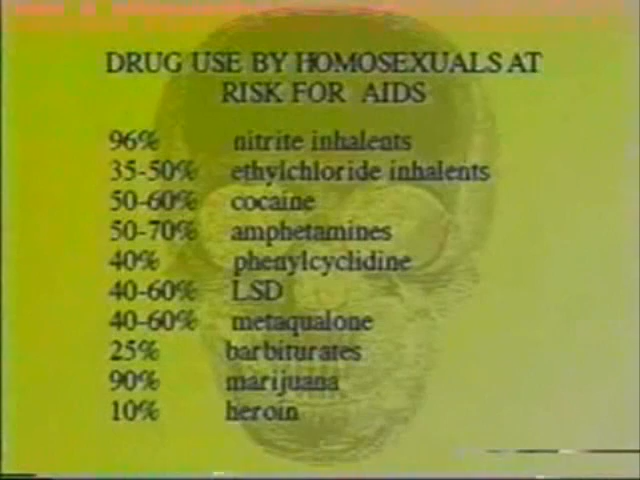 DRUG USE BY HOMOSEXUALS AT
RISK FOR AIDS
96% nitrite inhalents
35-50% ethylchloride inhalents
50-60% cocaine
50-70% amphetamines
40% phenylcyclidine
40-60% LSD
40-60% metaqualone
25% barbiturates
90% marijuana
10% heroin